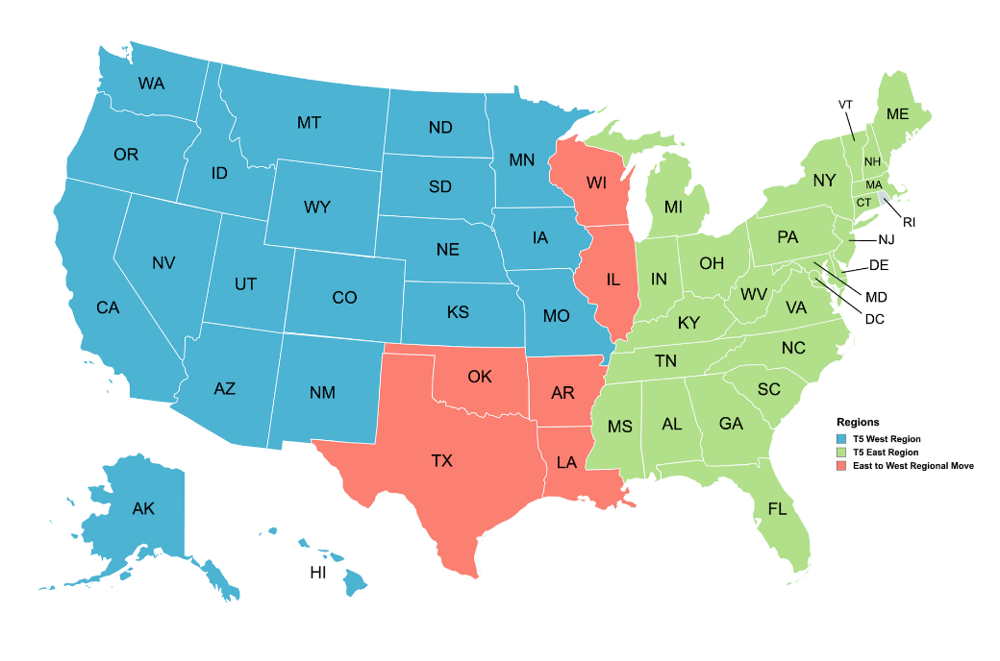 WA
MT
ND
MN
OR
ID
SD
WY
WI
MI
VT
ME
NH
NY
MA
CT
RI
NE
IA
PA
NJ
NV
UT
CO
IL
IN
OH
DE
CA
KS
MO
WV
VA
MD
DC
KY
NC
TN
AZ
NM
OK
AR
SC
MS
AL
GA
TX
LA
Regions
T5 West Region
T5 East Region
East to West Regional Move
AK
FL
HI